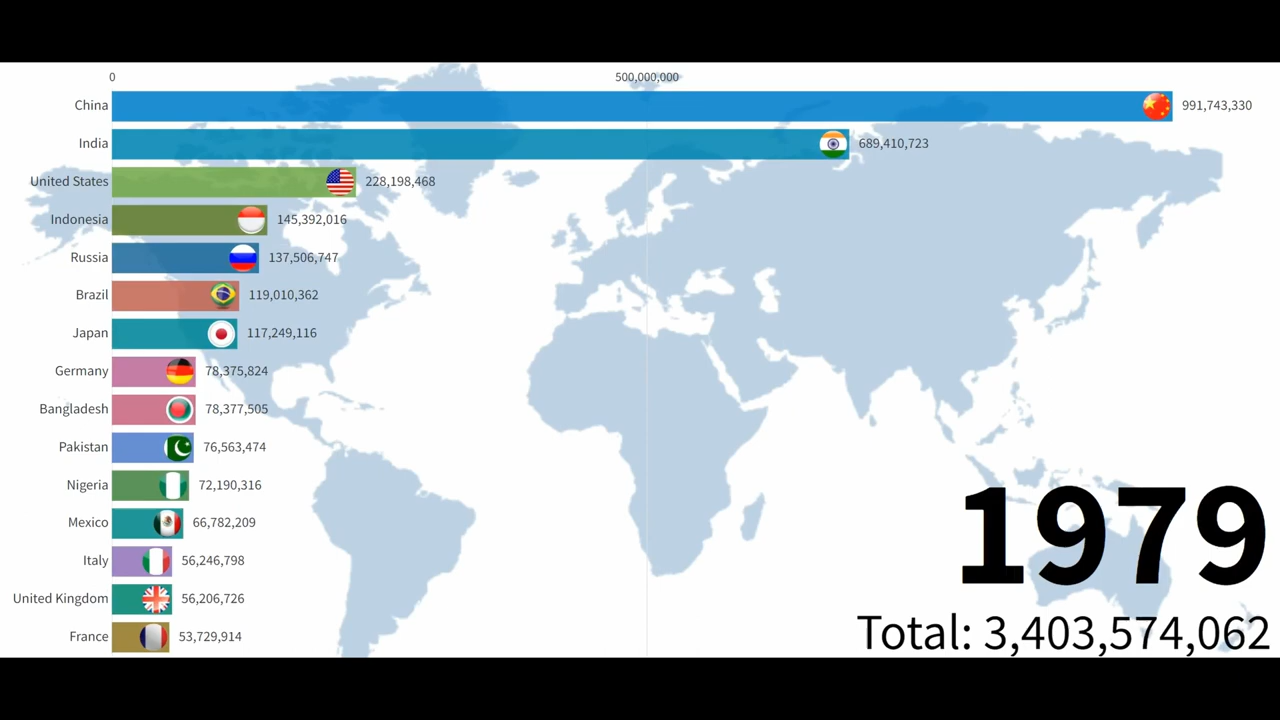 0 500,000,000
China 991,743,330
India 689,410,723
United States 228,198,468
Indonesia 145,392,016
Russia 137,506,747
Brazil 119,010,362
Japan 117,249,116
Germany 78,375,824
Bangladesh 78,377,505
Pakistan 76,563,474
Nigeria 72,190,316
Mexico 66,782,209
Italy 56,246,798
United Kingdom 56,206,726
France 53,729,914
1979
Total: 3,403,574,062